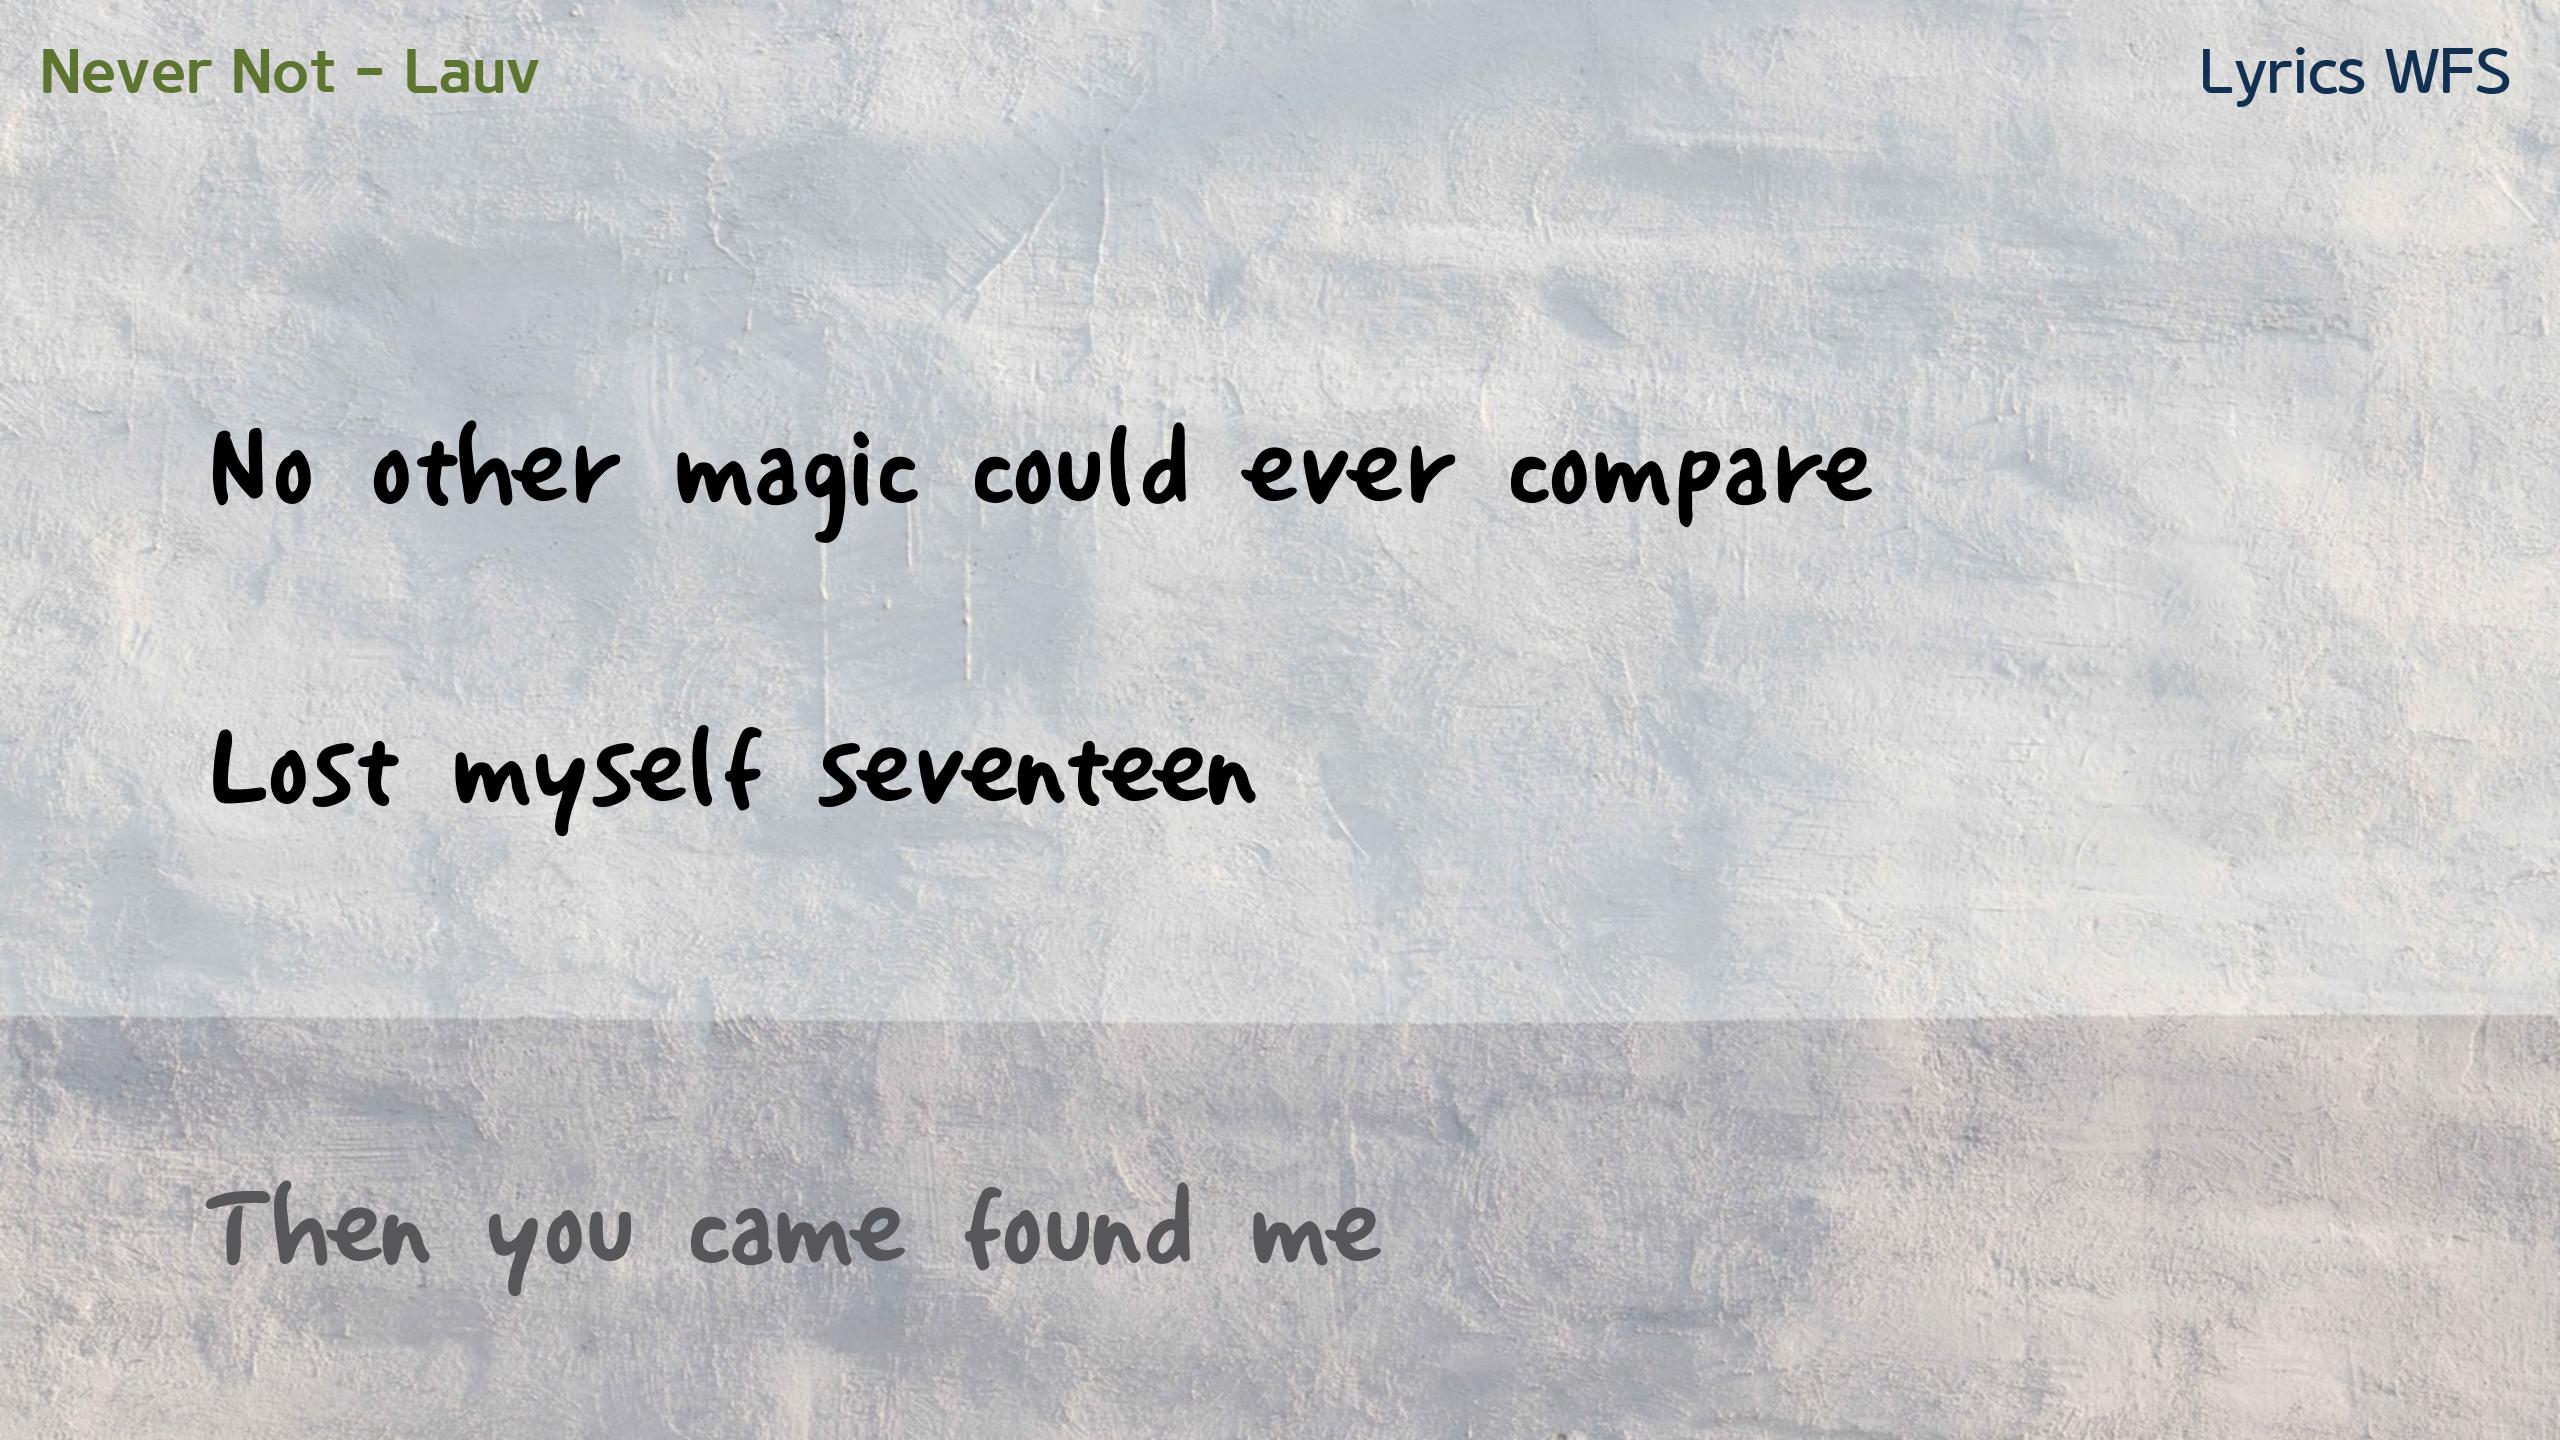 Never Not - Lauv
Lyrics WFS
No other magic could ever compare
Lost myself seventeen
Then you came found me